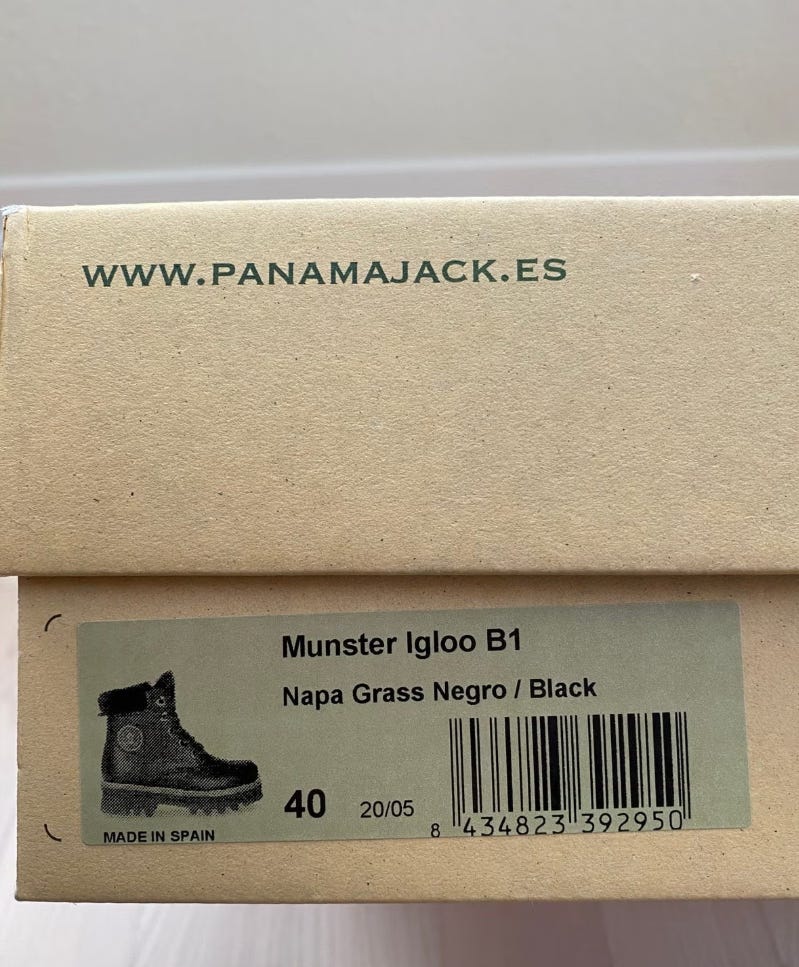 WWW.PANAMAJACK.ES
Munster Igloo B1
Napa Grass Negro / Black
40 20/05
8 434823 392950
MADE IN SPAIN